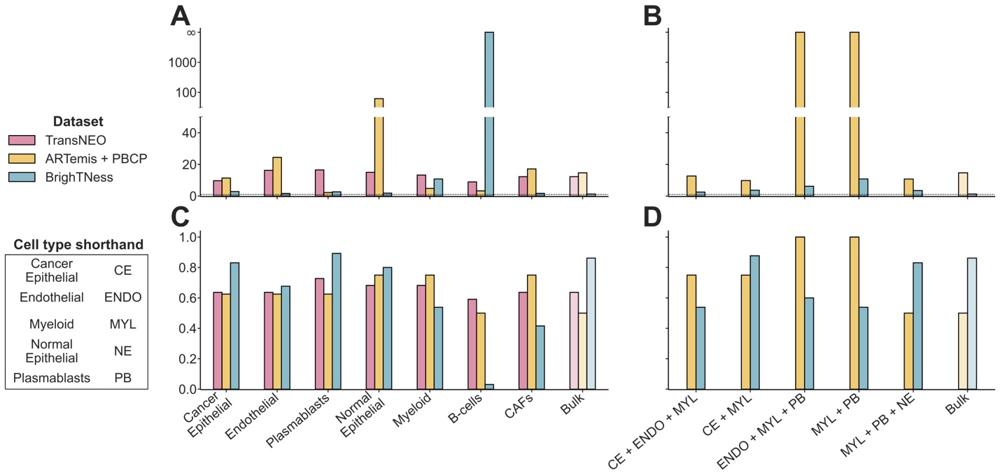 A
B
∞
1000
100
40
20
0
Dataset
TransNEO
ARTemis + PBCP
BrighTNess
C
D
1.0
0.8
0.6
0.4
0.2
0.0
Cell type shorthand
Cancer
Epithelial
CE
Endothelial ENDO
Myeloid MYL
Normal
Epithelial
NE
Plasmablasts PB
Cancer
Epithelial
Endothelial
Plasmablasts
Normal
Epithelial
Myeloid
B-cells
CAFs
Bulk
CE + ENDO + MYL
CE + MYL
ENDO + MYL + PB
MYL + PB
MYL + PB + NE
Bulk